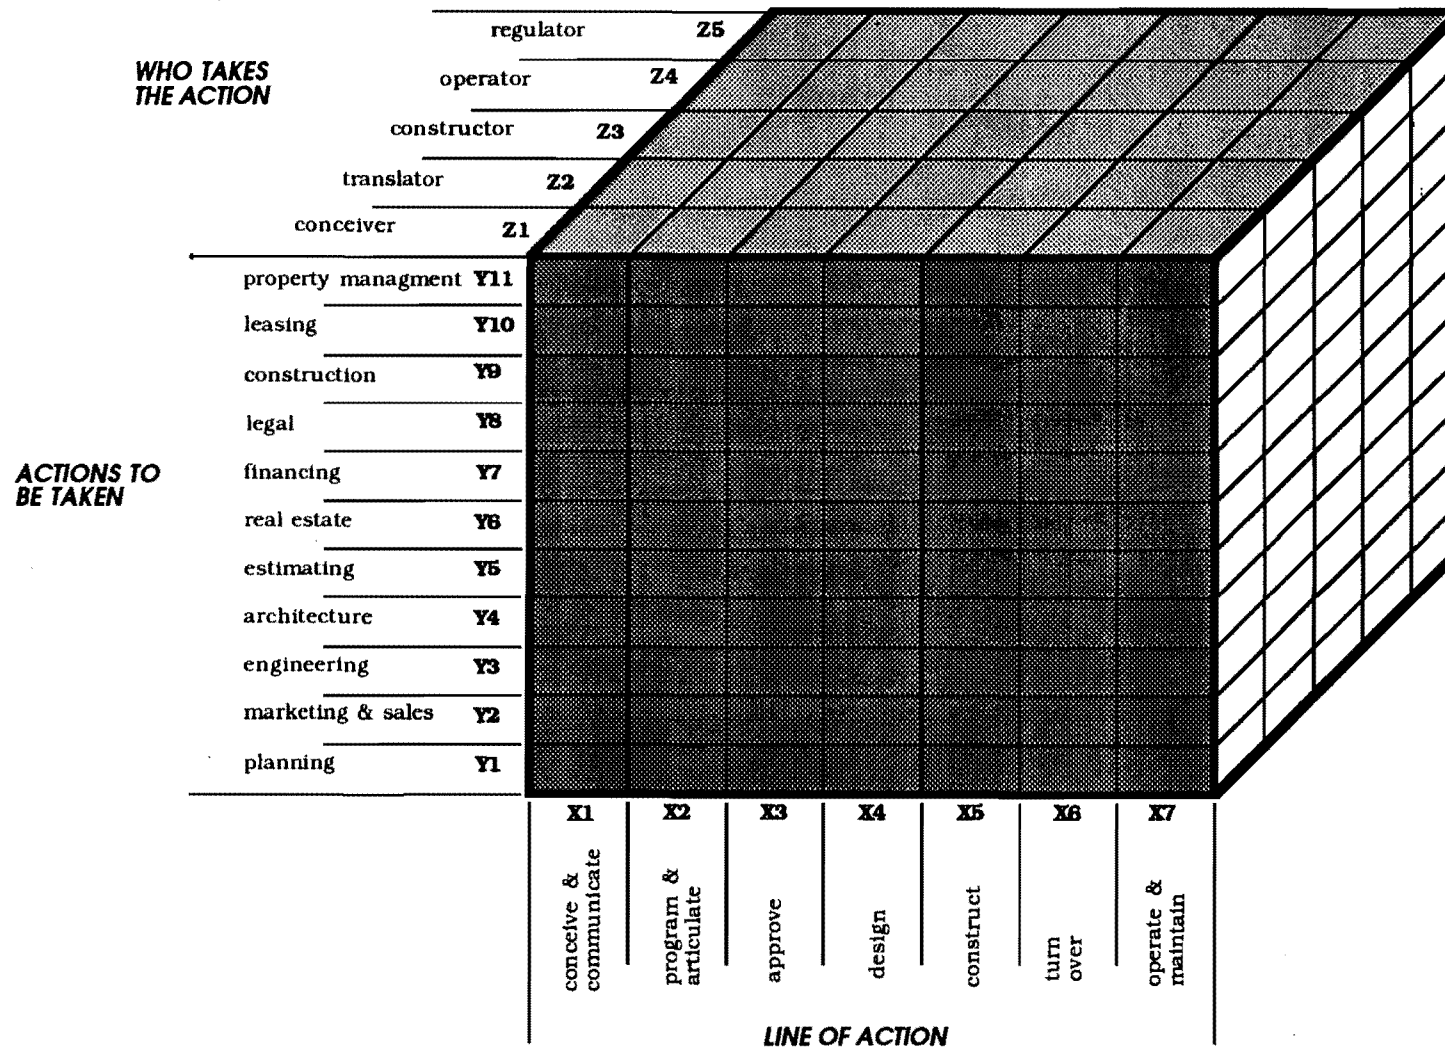 regulator Z5
WHO TAKES
THE ACTION
operator Z4
constructor Z3
translator Z2
conceiver Z1
property managment Y11
leasing Y10
construction Y9
legal Y8
ACTIONS TO
BE TAKEN
financing Y7
real estate Y6
estimating Y5
architecture Y4
engineering Y3
marketing & sales Y2
planning Y1
X1 X2 X3 X4 X5 X6 X7
conceive &
communicate
program &
articulate
approve
design
construct
turn
over
operate &
maintain
LINE OF ACTION